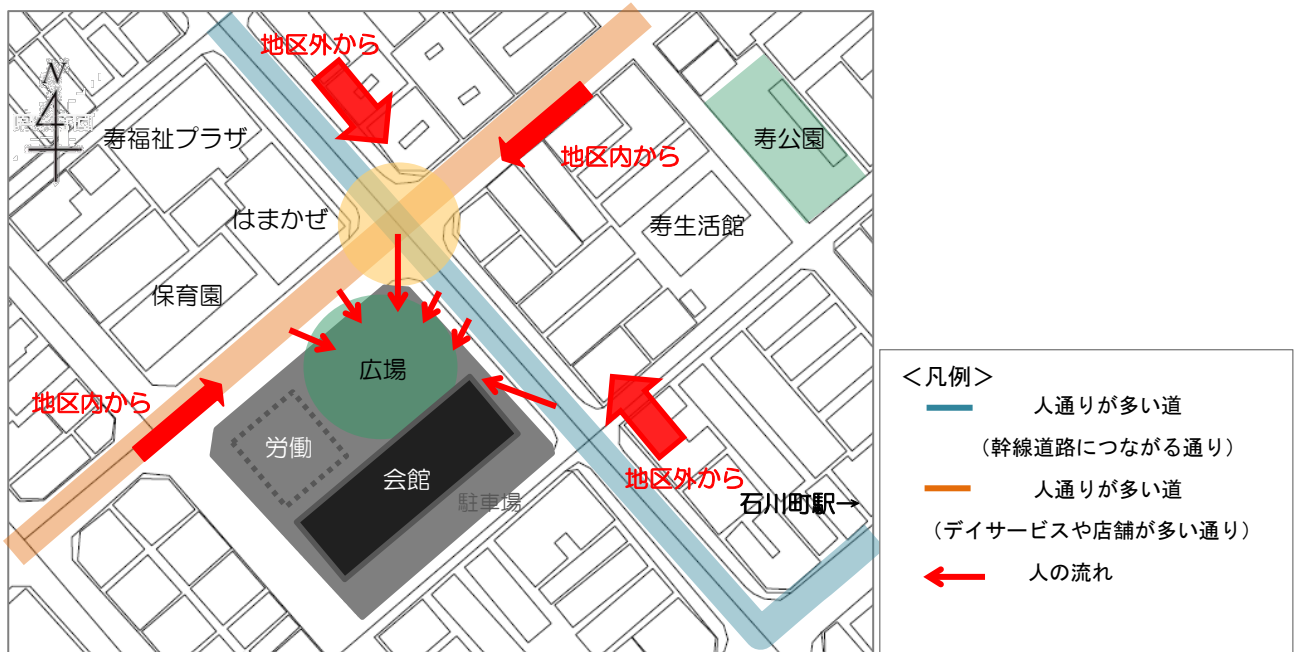 地区外から
N
寿福祉プラザ
寿公園
地区内から
はまかぜ
寿生活館
保育園
広場
地区内から
労働
会館
地区外から
駐車場
石川町駅→
＜凡例＞
人通りが多い道
（幹線道路につながる通り）
人通りが多い道
（デイサービスや店舗が多い通り）
人の流れ